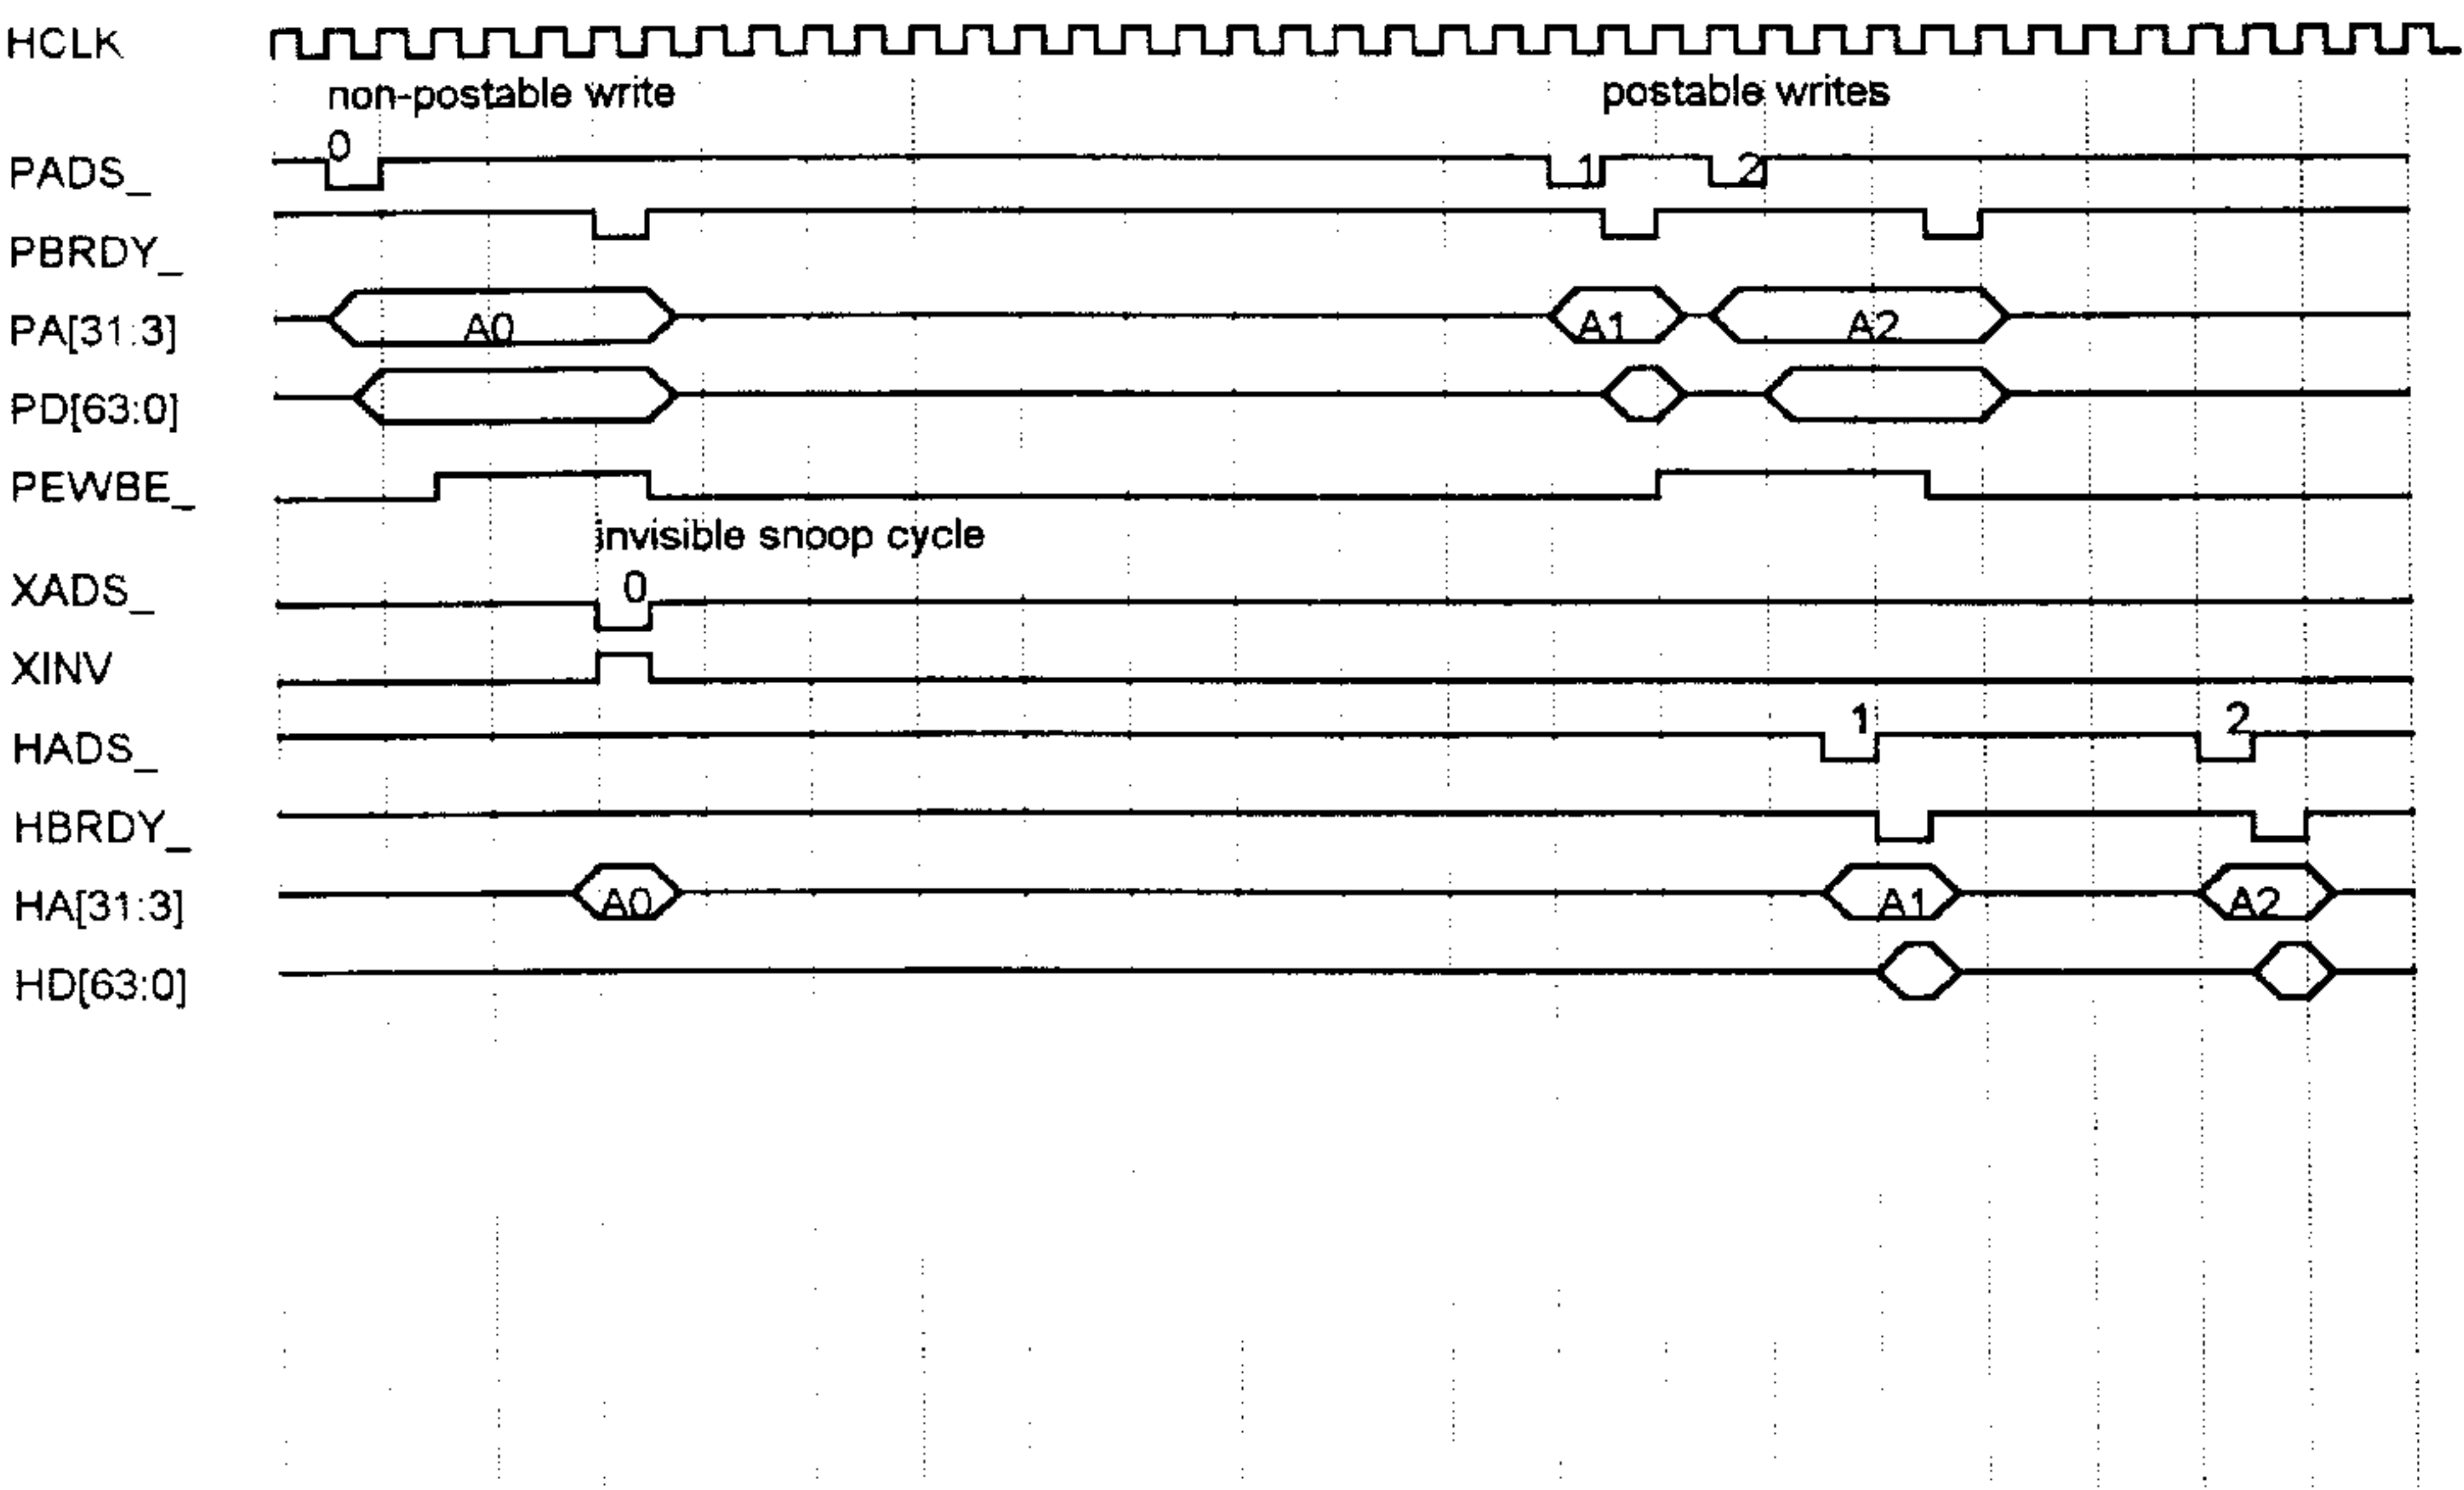 HCLK
non-postable write postable writes
0 1 2
PADS_
PBRDY_
PA[31:3] A0 A1 A2
PD[63:0]
PEWBE_
invisible snoop cycle
XADS_ 0
XINV
1 2
HADS_
HBRDY_
HA[31:3] A0 A1 A2
HD[63:0]